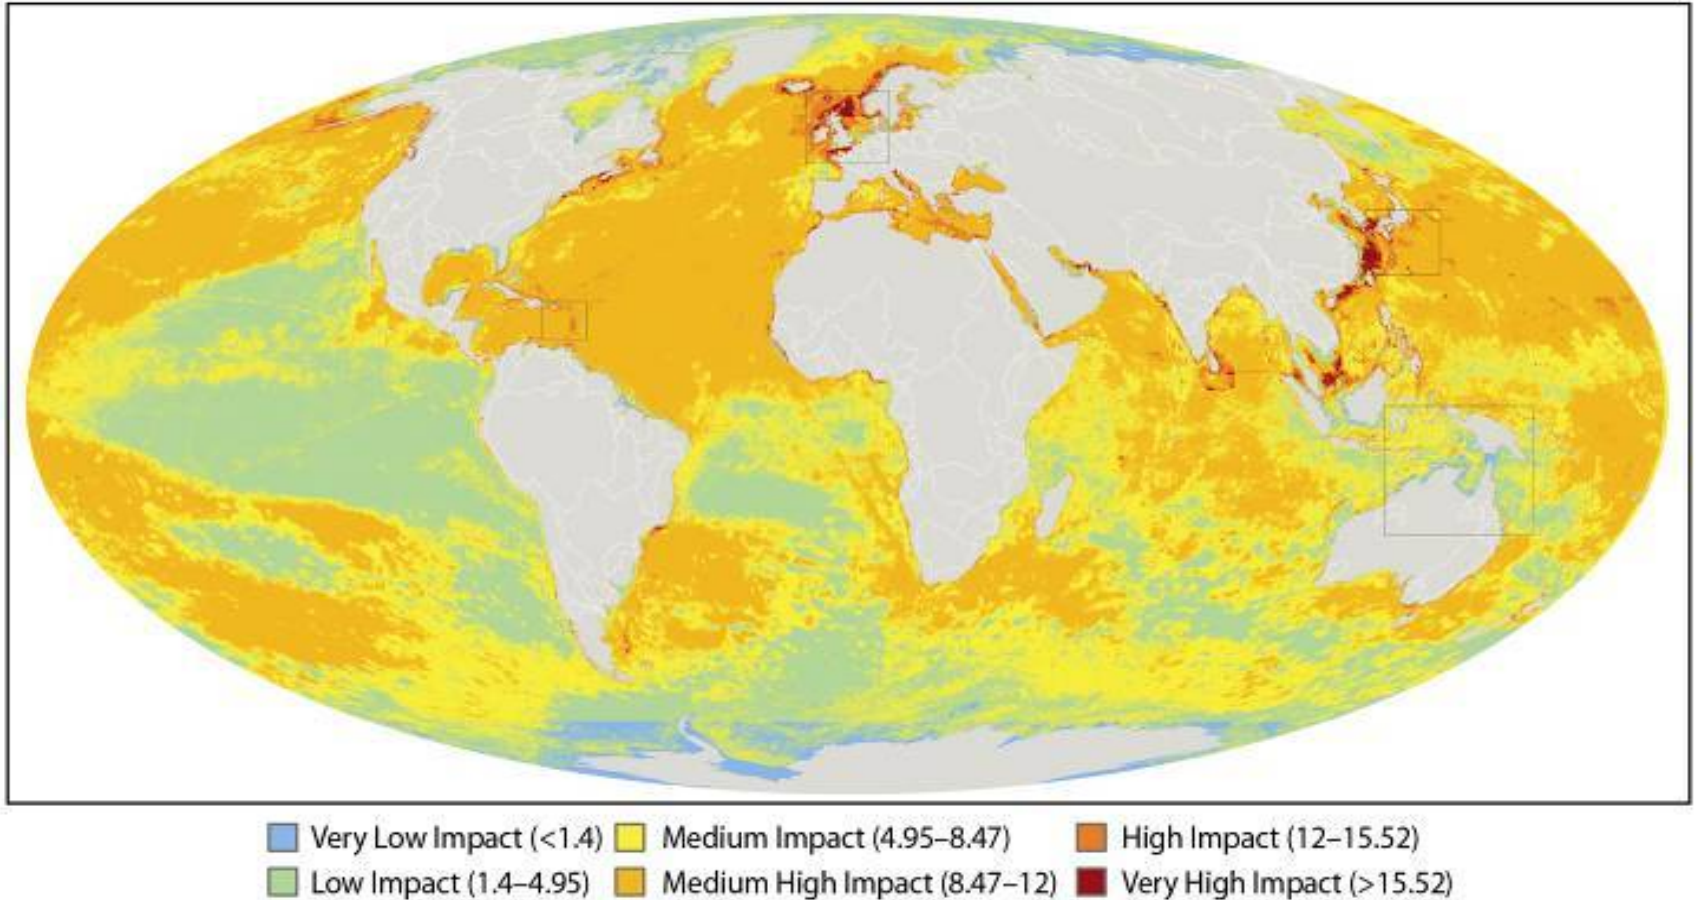 Very Low Impact (<1.4) Medium Impact (4.95–8.47) High Impact (12–15.52)
Low Impact (1.4–4.95) Medium High Impact (8.47–12) Very High Impact (>15.52)